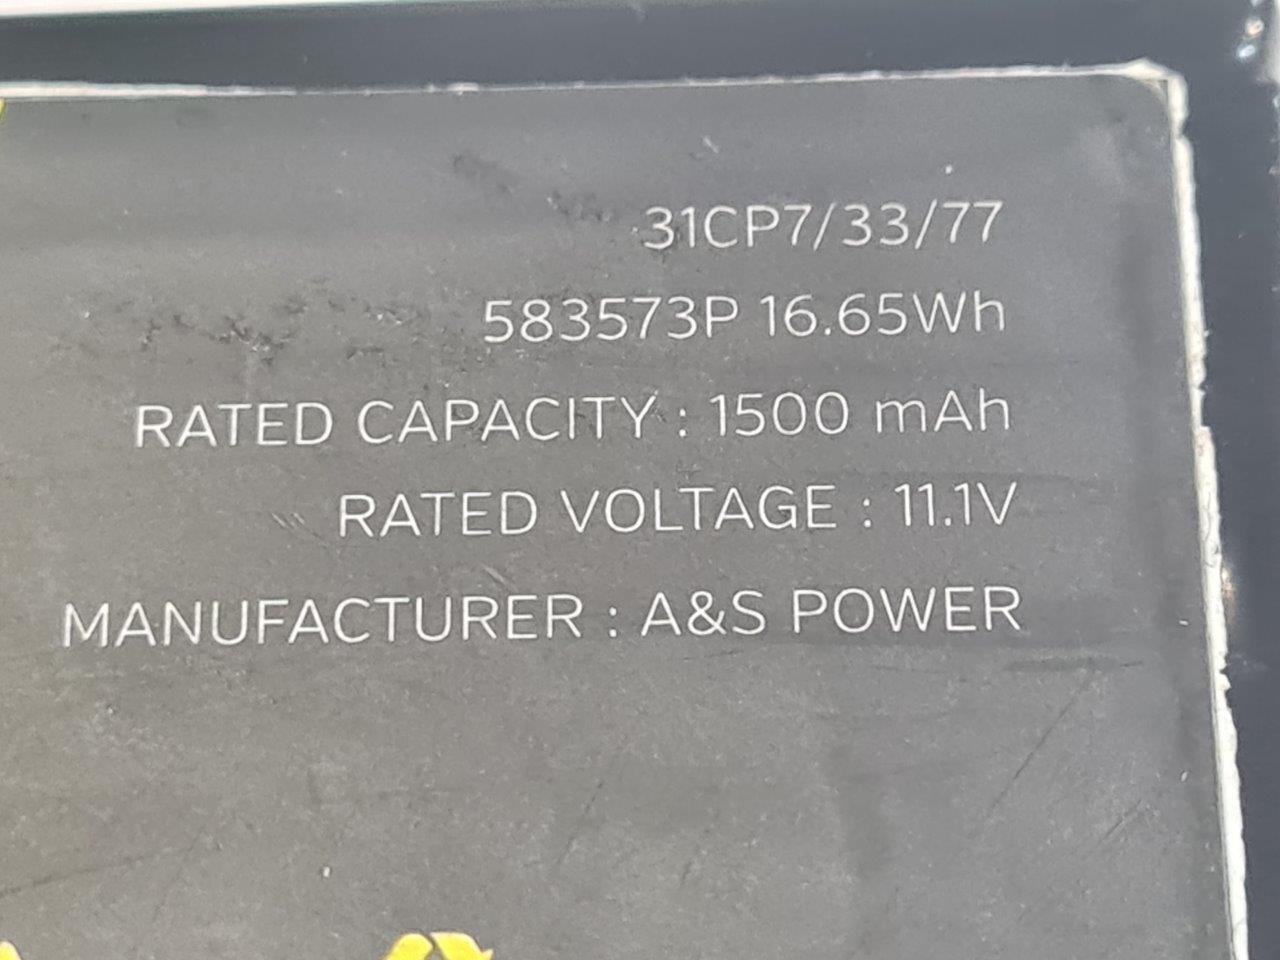 31CP7/33/77
583573P 16.65Wh
RATED CAPACITY : 1500 mAh
RATED VOLTAGE : 11.1V
MANUFACTURER : A&S POWER